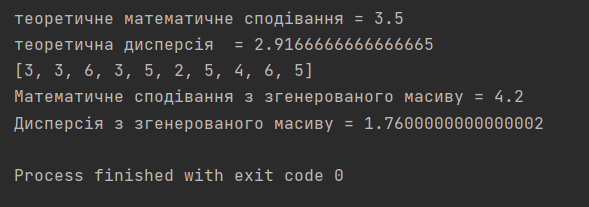 теоретичне математичне сподівання = 3.5
теоретична дисперсія  = 2.9166666666666665
[3, 3, 6, 3, 5, 2, 5, 4, 6, 5]
Математичне сподівання з згенерованого масиву = 4.2
Дисперсія з згенерованого масиву = 1.7600000000000002
Process finished with exit code 0